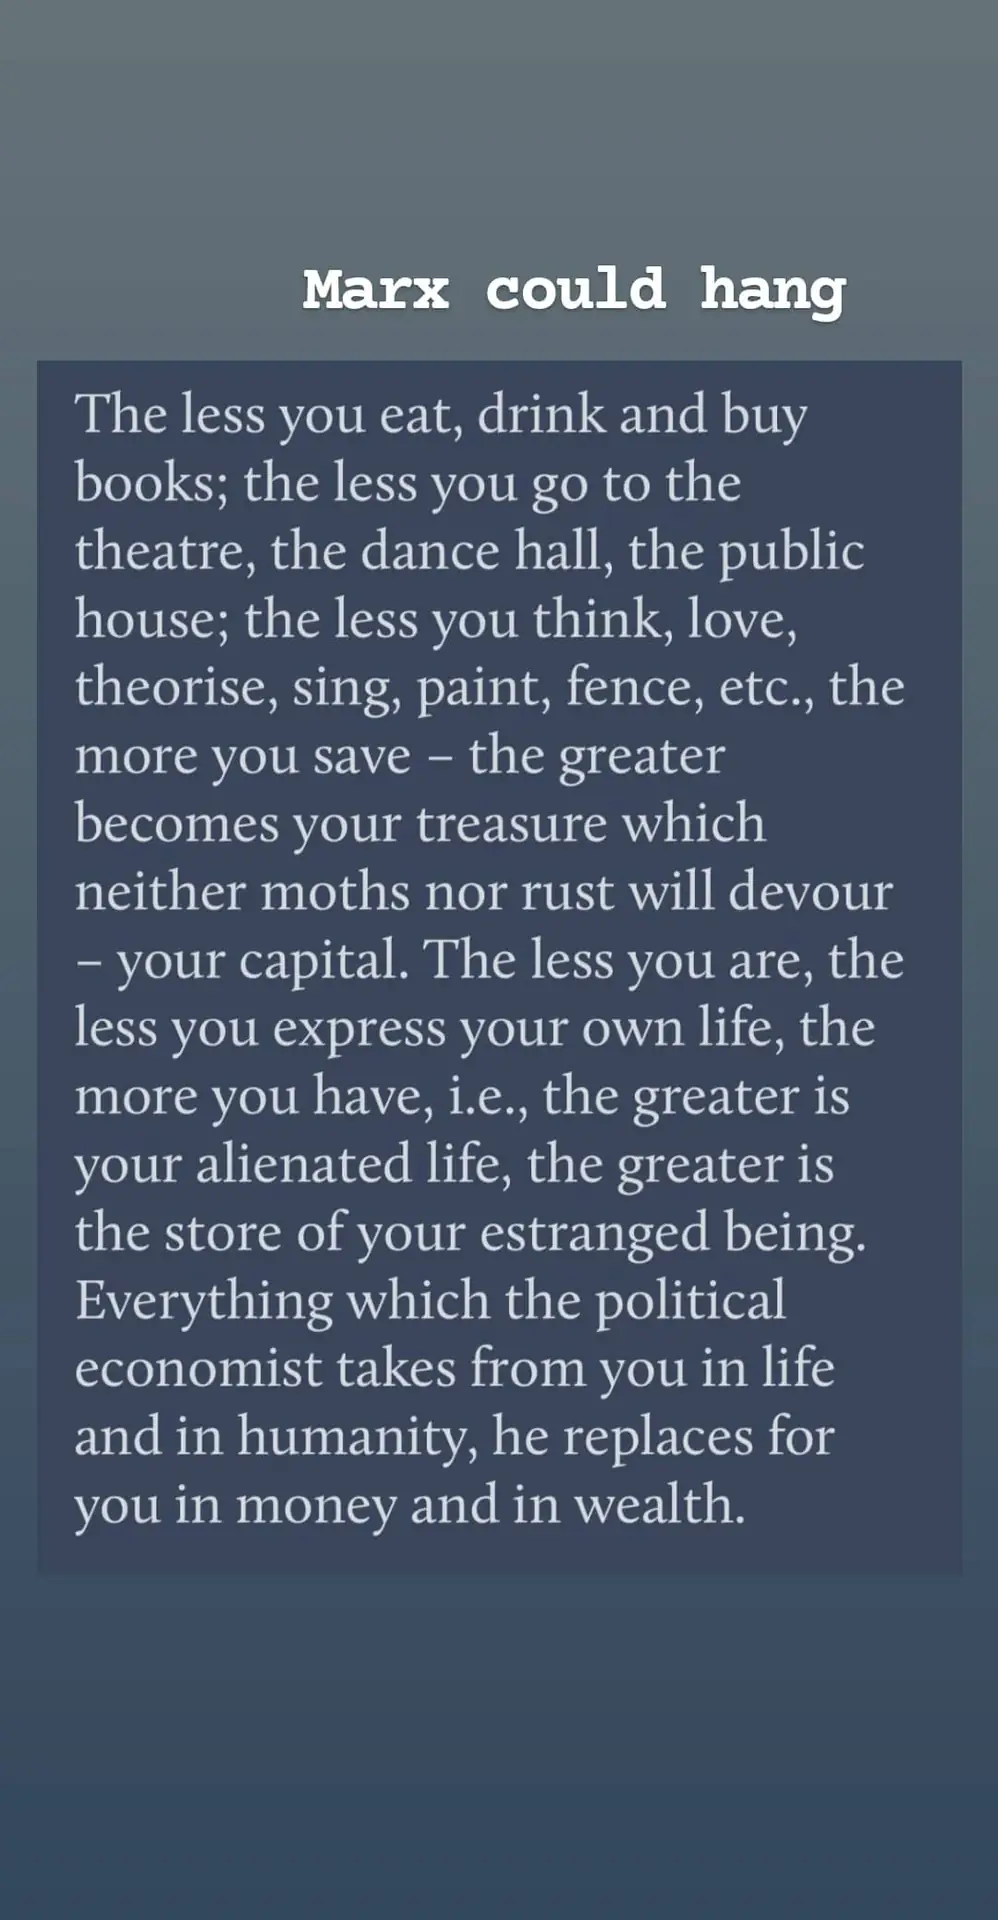 Marx could hang
The less you eat, drink and buy
books; the less you go to the
theatre, the dance hall, the public
house; the less you think, love,
theorise, sing, paint, fence, etc., the
more you save – the greater
becomes your treasure which
neither moths nor rust will devour
– your capital. The less you are, the
less you express your own life, the
more you have, i.e., the greater is
your alienated life, the greater is
the store of your estranged being.
Everything which the political
economist takes from you in life
and in humanity, he replaces for
you in money and in wealth.